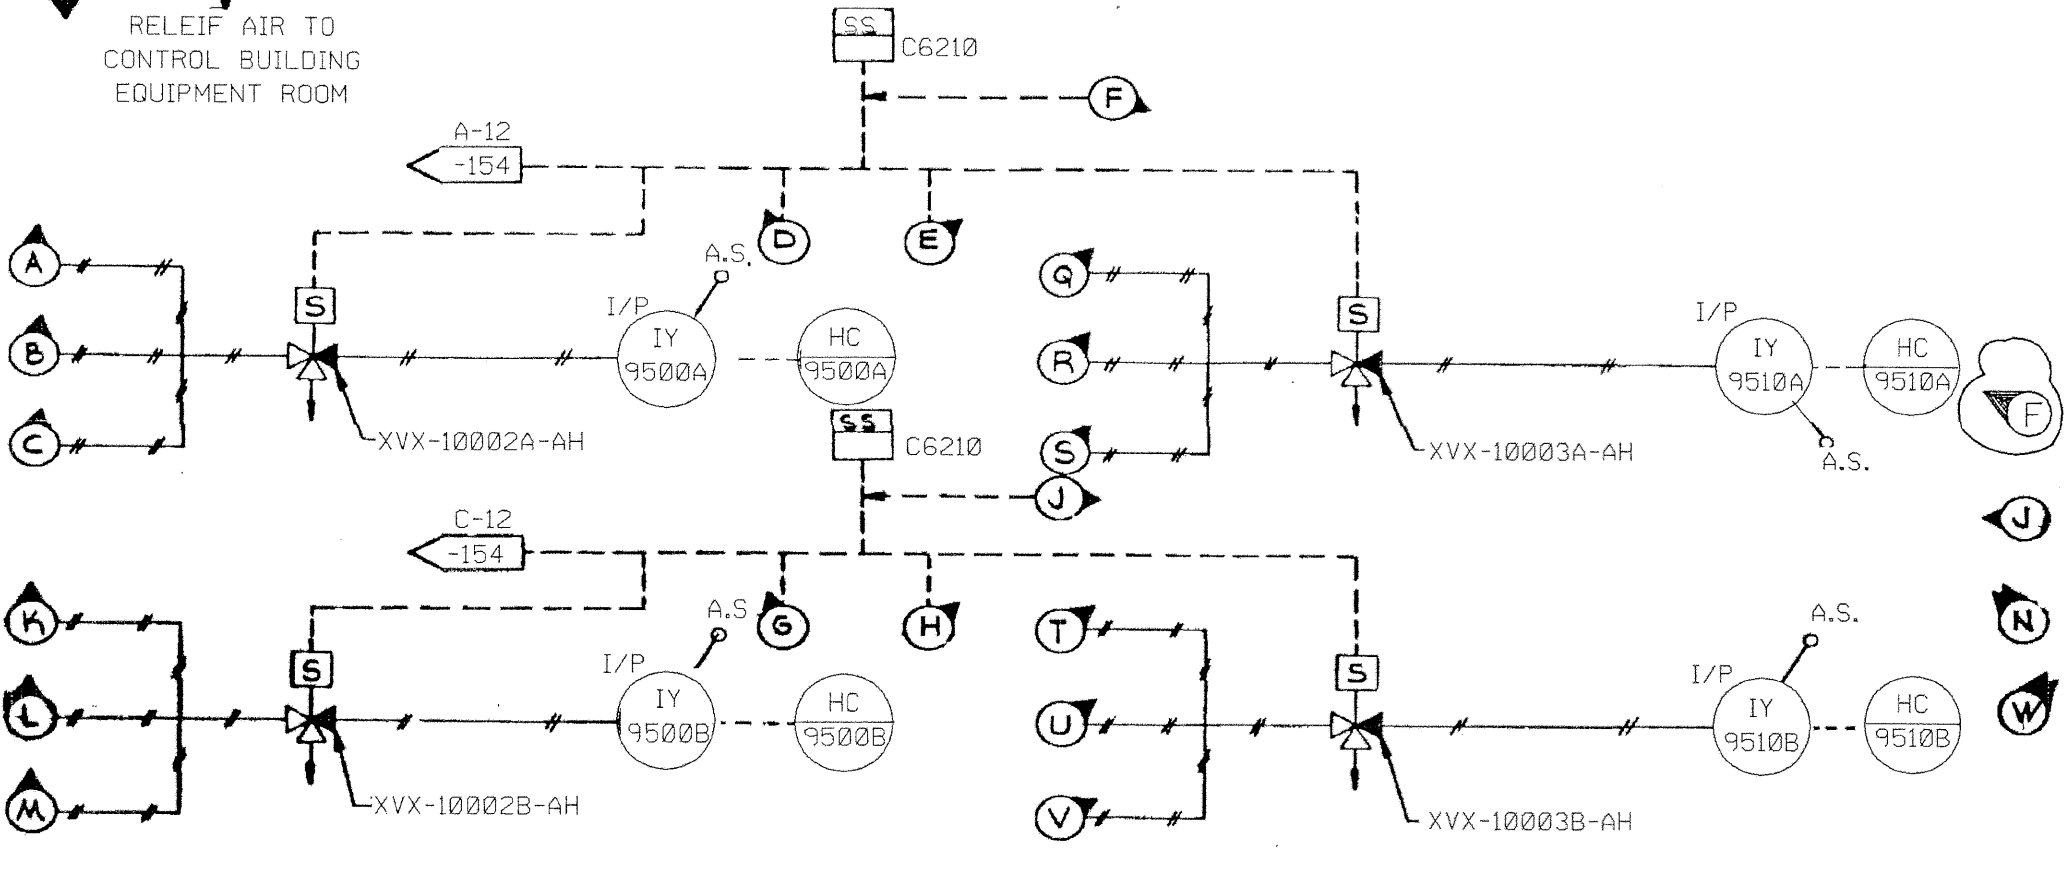 RELEIF AIR TO
CONTROL BUILDING
EQUIPMENT ROOM
SS
C6210
F
A-12
-154
D
E
A
B
C
S
A.S.
I/P
IY
9500A
HC
9500A
XVX-10002A-AH
Q
R
S
S
I/P
IY
9510A
HC
9510A
A.S.
XVX-10003A-AH
F
SS
C6210
J
J
C-12
-154
G
H
K
L
M
S
A.S
I/P
IY
9500B
HC
9500B
XVX-10002B-AH
T
U
V
S
A.S.
I/P
IY
9510B
HC
9510B
XVX-10003B-AH
N
W